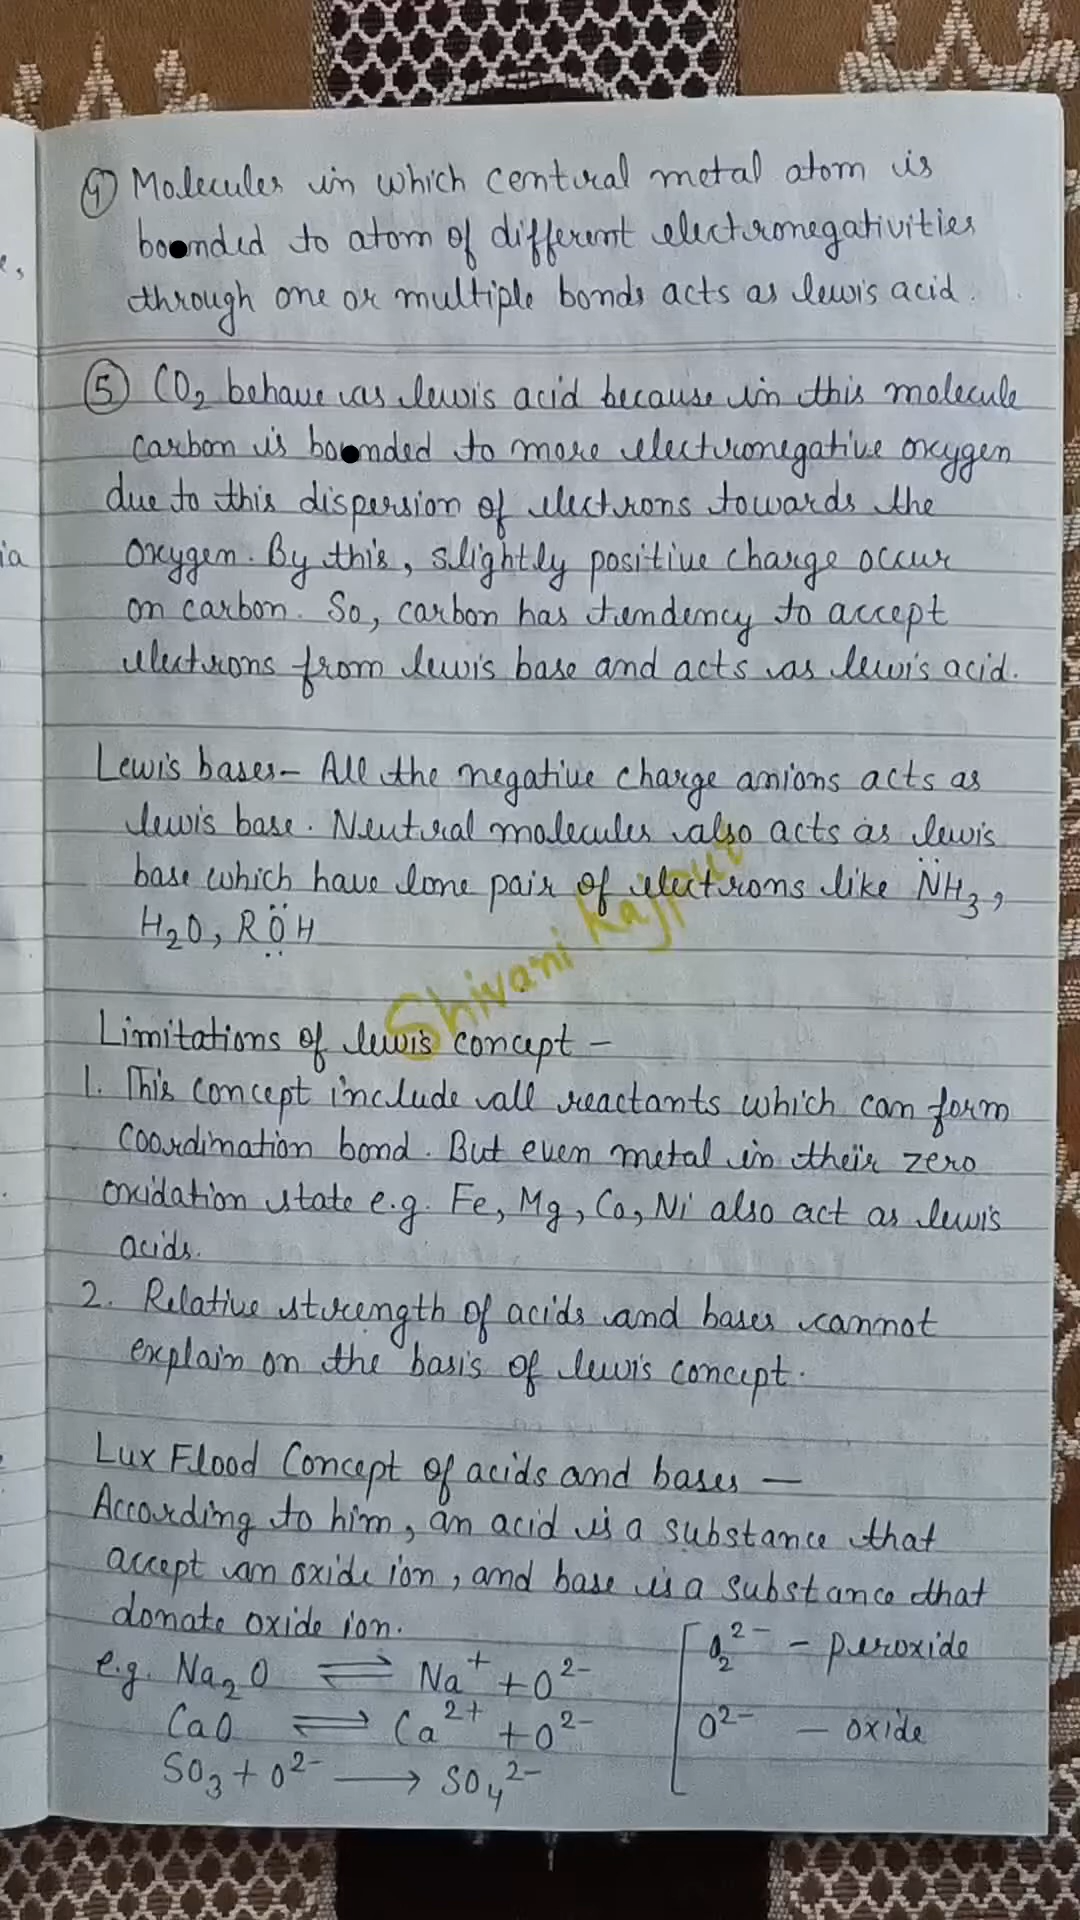 ④ Molecules in which central metal atom is
bonded to atom of different electronegativities
through one or multiple bonds acts as lewis acid.
⑤ CO₂ behave as lewis acid because in this molecule
carbon is bonded to more electronegative oxygen
due to this dispersion of electrons towards the
oxygen. By this, slightly positive charge occur
on carbon. So, carbon has tendency to accept
electrons from lewis base and acts as lewis acid.
Lewis bases – All the negative charge anions acts as
lewis base. Neutral molecules also acts as lewis
base which have lone pair of electrons like N̈H₃,
H₂O, RÖ̤H
Shivani Rajput
Limitations of lewis concept –
1. This concept include all reactants which can form
Coordination bond. But even metal in their zero
oxidation state e.g. Fe, Mg, Co, Ni also act as lewis
acids.
2. Relative strength of acids and bases cannot
explain on the basis of lewis concept.
Lux Flood Concept of acids and bases –
According to him, an acid is a substance that
accept an oxide ion, and base is a substance that
donate oxide ion.
e.g. Na₂O ⇌ Na⁺ + O²⁻
CaO ⇌ Ca²⁺ + O²⁻
SO₃ + O²⁻ → SO₄²⁻
O₂²⁻ – peroxide
O²⁻ – oxide
ia